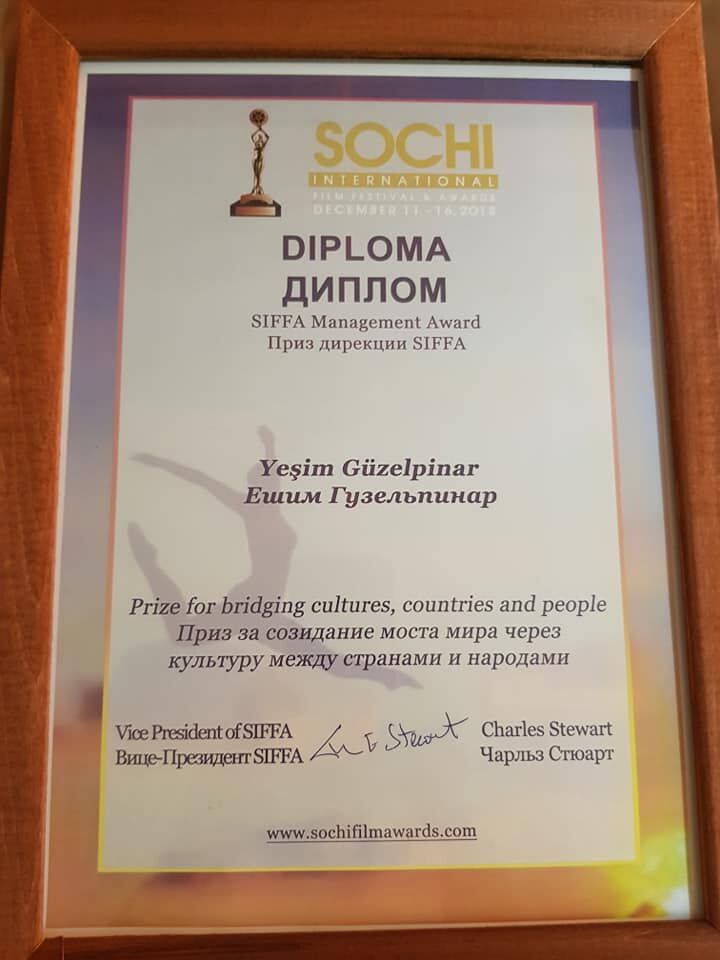 SOCHI
INTERNATIONAL
FILM FESTIVAL & AWARDS
DECEMBER 11 - 16, 2018
DIPLOMA
ДИПЛОМ
SIFFA Management Award
Приз дирекции SIFFA
Yeşim Güzelpinar
Ешим Гузельпинар
Prize for bridging cultures, countries and people
Приз за созидание моста мира через
культуру между странами и народами
Vice President of SIFFA
Вице-Президент SIFFA
Stewart
Charles Stewart
Чарльз Стюарт
www.sochifilmawards.com